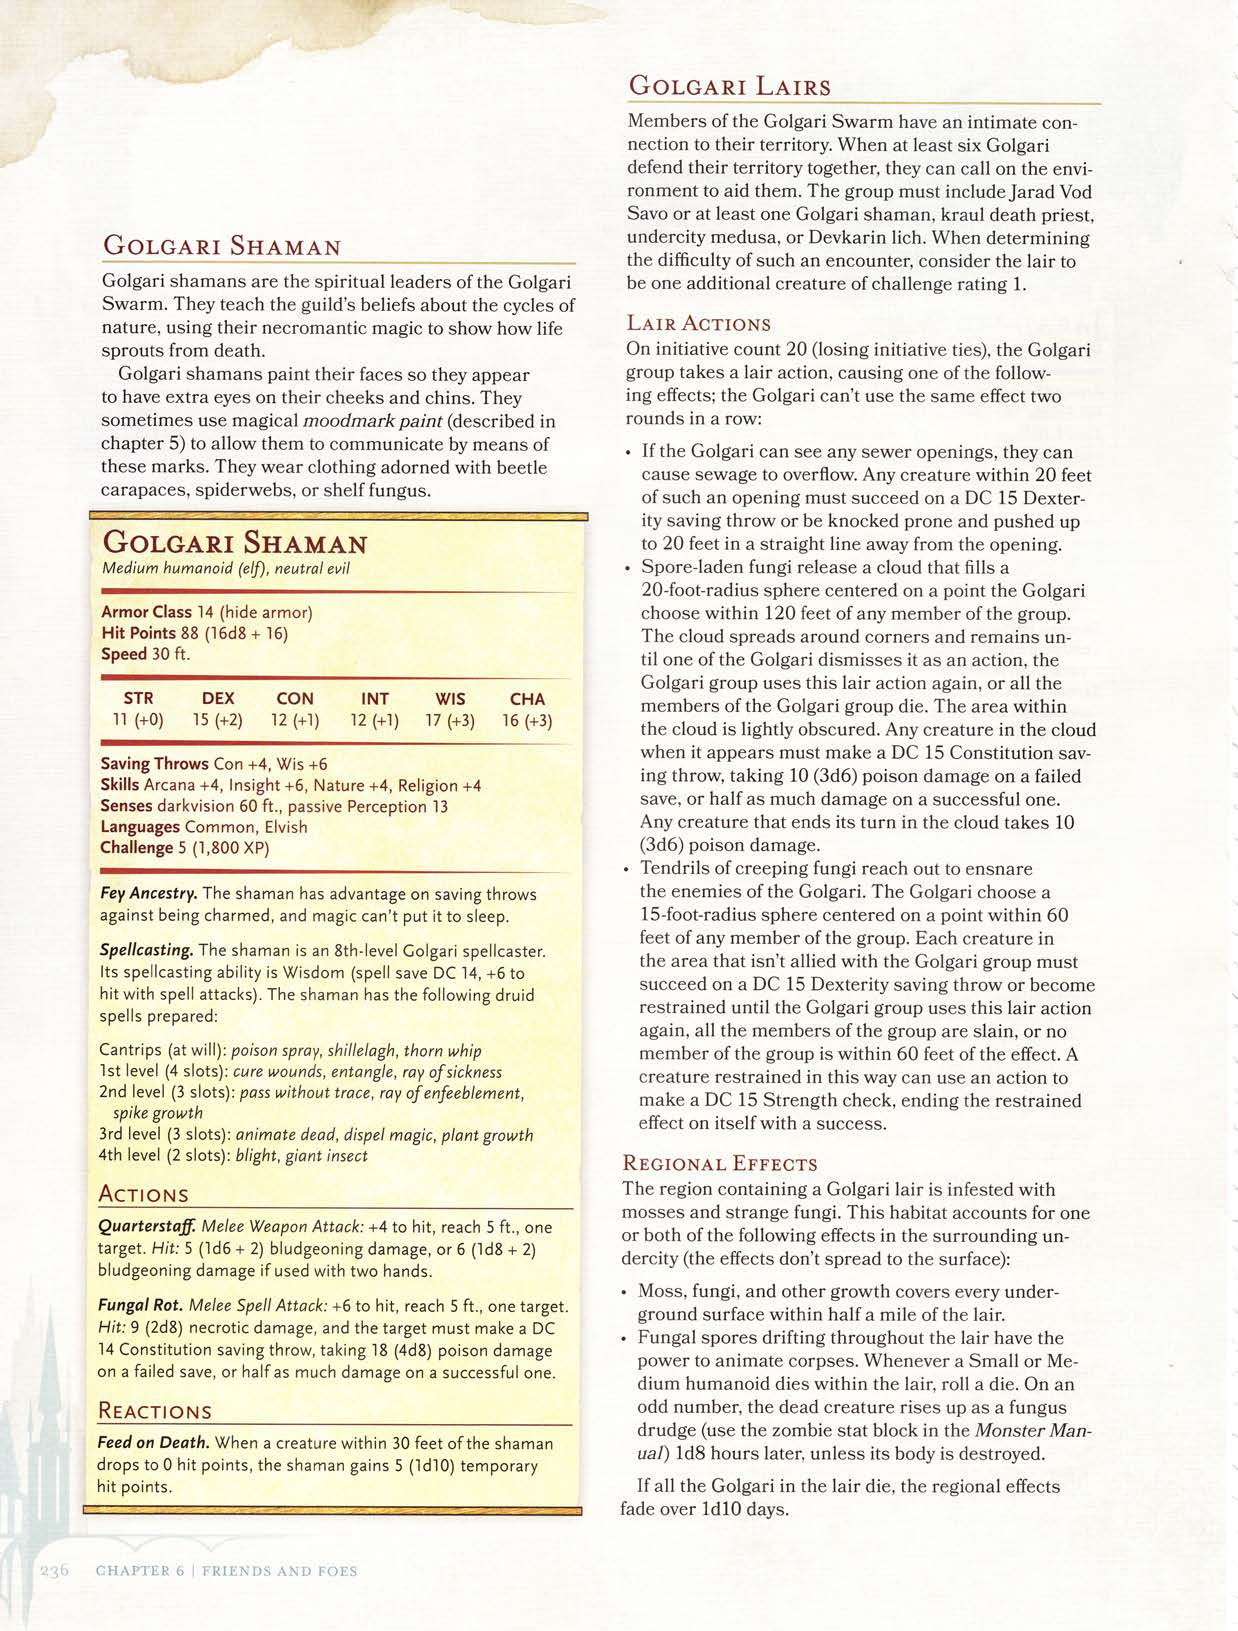 GOLGARI SHAMAN
Golgari shamans are the spiritual leaders of the Golgari
Swarm. They teach the guild's beliefs about the cycles of
nature, using their necromantic magic to show how life
sprouts from death.
Golgari shamans paint their faces so they appear
to have extra eyes on their cheeks and chins. They
sometimes use magical moodmark paint (described in
chapter 5) to allow them to communicate by means of
these marks. They wear clothing adorned with beetle
carapaces, spiderwebs, or shelf fungus.
GOLGARI SHAMAN
Medium humanoid (elf), neutral evil
Armor Class 14 (hide armor)
Hit Points 88 (16d8 + 16)
Speed 30 ft.
STR DEX CON INT WIS CHA
11 (+0) 15 (+2) 12 (+1) 12 (+1) 17 (+3) 16 (+3)
Saving Throws Con +4, Wis +6
Skills Arcana +4, Insight +6, Nature +4, Religion +4
Senses darkvision 60 ft., passive Perception 13
Languages Common, Elvish
Challenge 5 (1,800 XP)
Fey Ancestry. The shaman has advantage on saving throws
against being charmed, and magic can't put it to sleep.
Spellcasting. The shaman is an 8th-level Golgari spellcaster.
Its spellcasting ability is Wisdom (spell save DC 14, +6 to
hit with spell attacks). The shaman has the following druid
spells prepared:
Cantrips (at will): poison spray, shillelagh, thorn whip
1st level (4 slots): cure wounds, entangle, ray of sickness
2nd level (3 slots): pass without trace, ray of enfeeblement,
spike growth
3rd level (3 slots): animate dead, dispel magic, plant growth
4th level (2 slots): blight, giant insect
ACTIONS
Quarterstaff. Melee Weapon Attack: +4 to hit, reach 5 ft., one
target. Hit: 5 (1d6 + 2) bludgeoning damage, or 6 (1d8 + 2)
bludgeoning damage if used with two hands.
Fungal Rot. Melee Spell Attack: +6 to hit, reach 5 ft., one target.
Hit: 9 (2d8) necrotic damage, and the target must make a DC
14 Constitution saving throw, taking 18 (4d8) poison damage
on a failed save, or half as much damage on a successful one.
REACTIONS
Feed on Death. When a creature within 30 feet of the shaman
drops to 0 hit points, the shaman gains 5 (1d10) temporary
hit points.
GOLGARI LAIRS
Members of the Golgari Swarm have an intimate con-
nection to their territory. When at least six Golgari
defend their territory together, they can call on the envi-
ronment to aid them. The group must include Jarad Vod
Savo or at least one Golgari shaman, kraul death priest,
undercity medusa, or Devkarin lich. When determining
the difficulty of such an encounter, consider the lair to
be one additional creature of challenge rating 1.
LAIR ACTIONS
On initiative count 20 (losing initiative ties), the Golgari
group takes a lair action, causing one of the follow-
ing effects; the Golgari can't use the same effect two
rounds in a row:
• If the Golgari can see any sewer openings, they can
cause sewage to overflow. Any creature within 20 feet
of such an opening must succeed on a DC 15 Dexter-
ity saving throw or be knocked prone and pushed up
to 20 feet in a straight line away from the opening.
• Spore-laden fungi release a cloud that fills a
20-foot-radius sphere centered on a point the Golgari
choose within 120 feet of any member of the group.
The cloud spreads around corners and remains un-
til one of the Golgari dismisses it as an action, the
Golgari group uses this lair action again, or all the
members of the Golgari group die. The area within
the cloud is lightly obscured. Any creature in the cloud
when it appears must make a DC 15 Constitution sav-
ing throw, taking 10 (3d6) poison damage on a failed
save, or half as much damage on a successful one.
Any creature that ends its turn in the cloud takes 10
(3d6) poison damage.
• Tendrils of creeping fungi reach out to ensnare
the enemies of the Golgari. The Golgari choose a
15-foot-radius sphere centered on a point within 60
feet of any member of the group. Each creature in
the area that isn't allied with the Golgari group must
succeed on a DC 15 Dexterity saving throw or become
restrained until the Golgari group uses this lair action
again, all the members of the group are slain, or no
member of the group is within 60 feet of the effect. A
creature restrained in this way can use an action to
make a DC 15 Strength check, ending the restrained
effect on itself with a success.
REGIONAL EFFECTS
The region containing a Golgari lair is infested with
mosses and strange fungi. This habitat accounts for one
or both of the following effects in the surrounding un-
dercity (the effects don't spread to the surface):
• Moss, fungi, and other growth covers every under-
ground surface within half a mile of the lair.
• Fungal spores drifting throughout the lair have the
power to animate corpses. Whenever a Small or Me-
dium humanoid dies within the lair, roll a die. On an
odd number, the dead creature rises up as a fungus
drudge (use the zombie stat block in the Monster Man-
ual) 1d8 hours later, unless its body is destroyed.
If all the Golgari in the lair die, the regional effects
fade over 1d10 days.
236 CHAPTER 6 | FRIENDS AND FOES